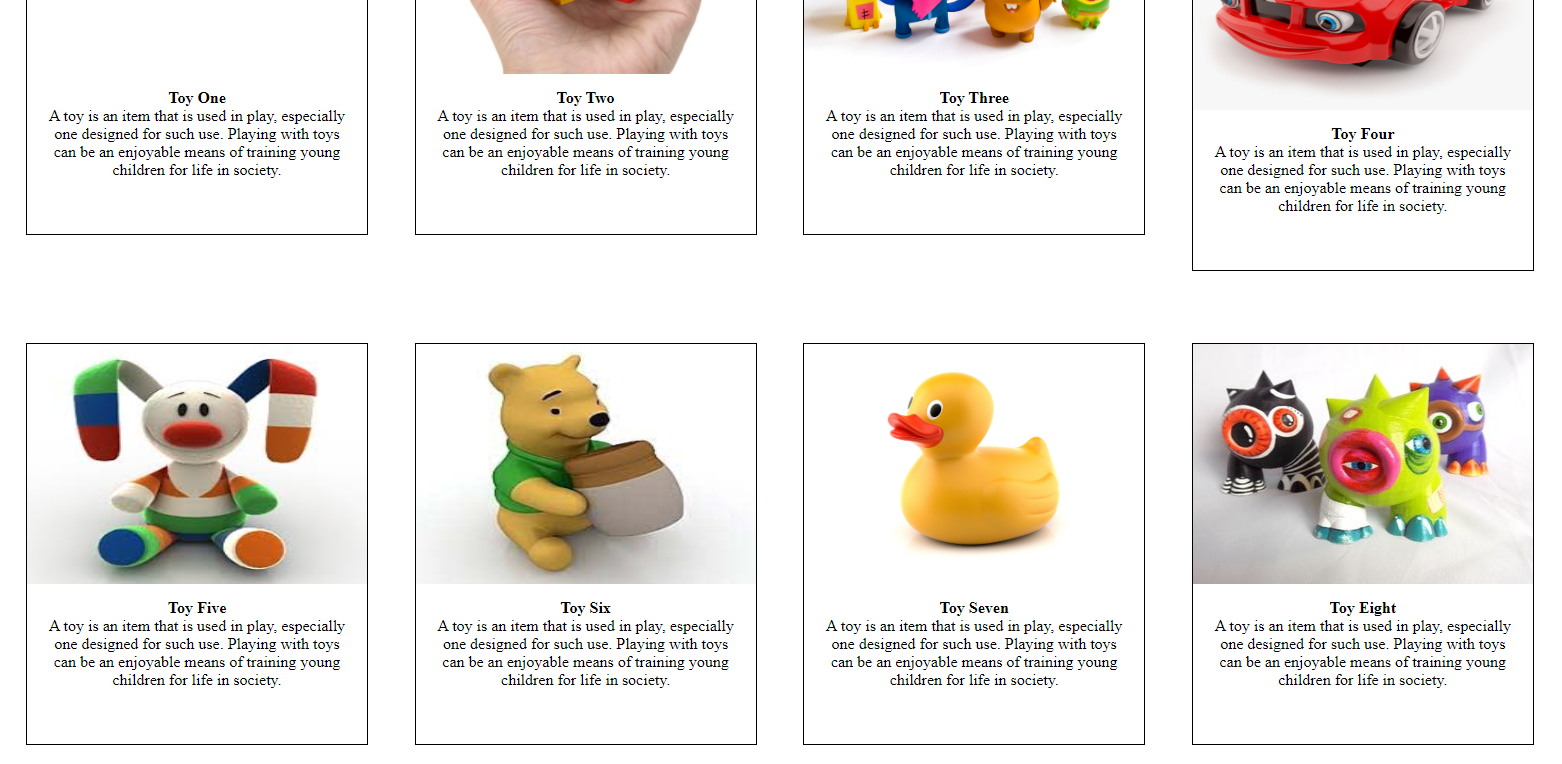 Toy One
A toy is an item that is used in play, especially
one designed for such use. Playing with toys
can be an enjoyable means of training young
children for life in society.
Toy Two
A toy is an item that is used in play, especially
one designed for such use. Playing with toys
can be an enjoyable means of training young
children for life in society.
Toy Three
A toy is an item that is used in play, especially
one designed for such use. Playing with toys
can be an enjoyable means of training young
children for life in society.
Toy Four
A toy is an item that is used in play, especially
one designed for such use. Playing with toys
can be an enjoyable means of training young
children for life in society.
Toy Five
A toy is an item that is used in play, especially
one designed for such use. Playing with toys
can be an enjoyable means of training young
children for life in society.
Toy Six
A toy is an item that is used in play, especially
one designed for such use. Playing with toys
can be an enjoyable means of training young
children for life in society.
Toy Seven
A toy is an item that is used in play, especially
one designed for such use. Playing with toys
can be an enjoyable means of training young
children for life in society.
Toy Eight
A toy is an item that is used in play, especially
one designed for such use. Playing with toys
can be an enjoyable means of training young
children for life in society.